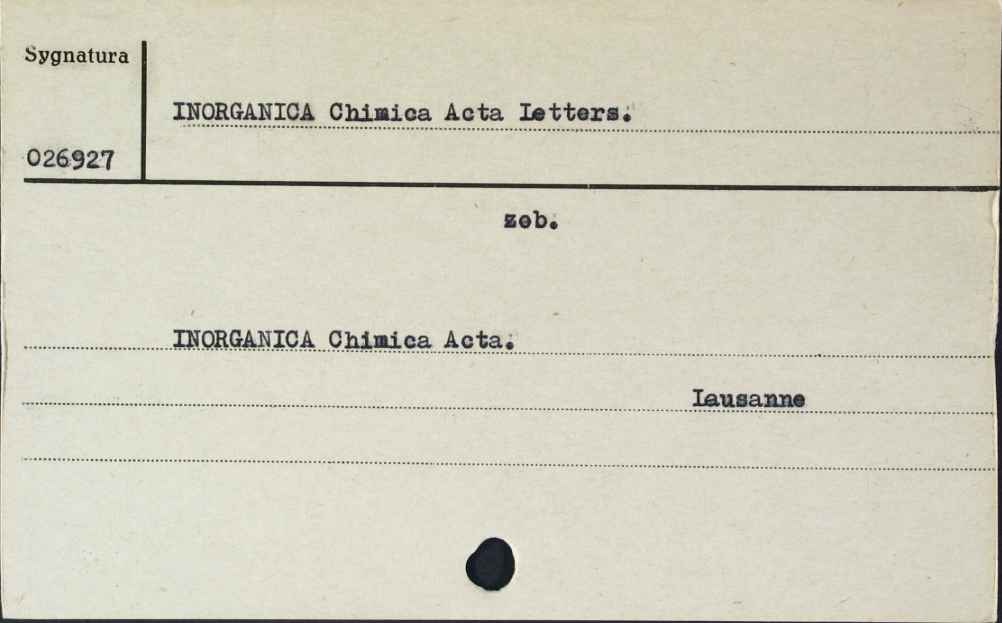 Sygnatura
INORGANICA Chimica Acta Letters.
026927
zob.
INORGANICA Chimica Acta.
Lausanne